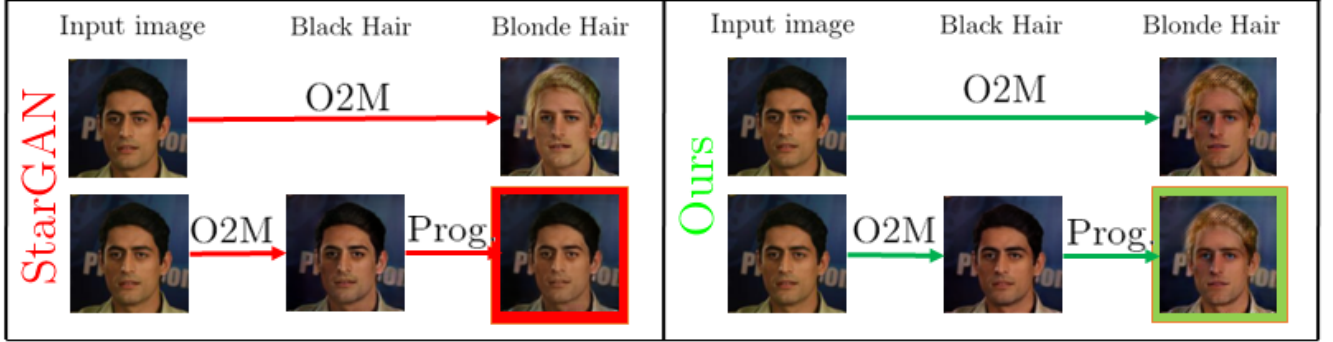 Input image Black Hair Blonde Hair
StarGAN
O2M
O2M Prog.
Input image Black Hair Blonde Hair
Ours
O2M
O2M Prog.